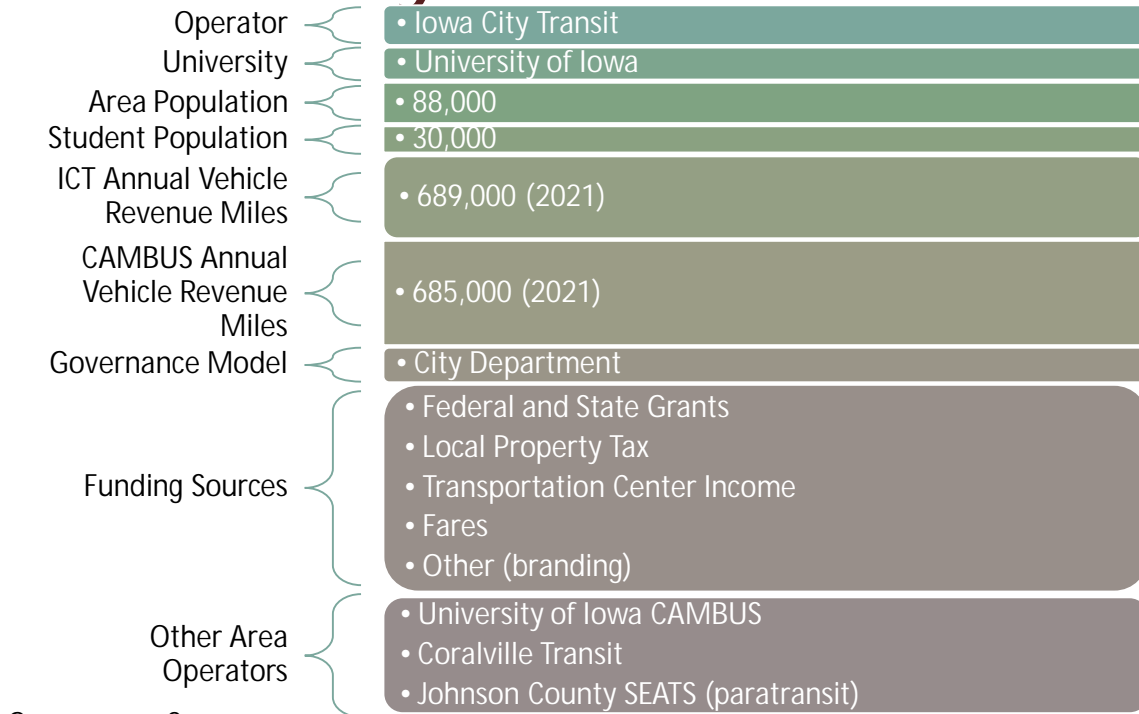 Operator
• Iowa City Transit
University
• University of Iowa
Area Population
• 88,000
Student Population
• 30,000
ICT Annual Vehicle
Revenue Miles
• 689,000 (2021)
CAMBUS Annual
Vehicle Revenue
Miles
• 685,000 (2021)
Governance Model
• City Department
Funding Sources
• Federal and State Grants
• Local Property Tax
• Transportation Center Income
• Fares
• Other (branding)
Other Area
Operators
• University of Iowa CAMBUS
• Coralville Transit
• Johnson County SEATS (paratransit)